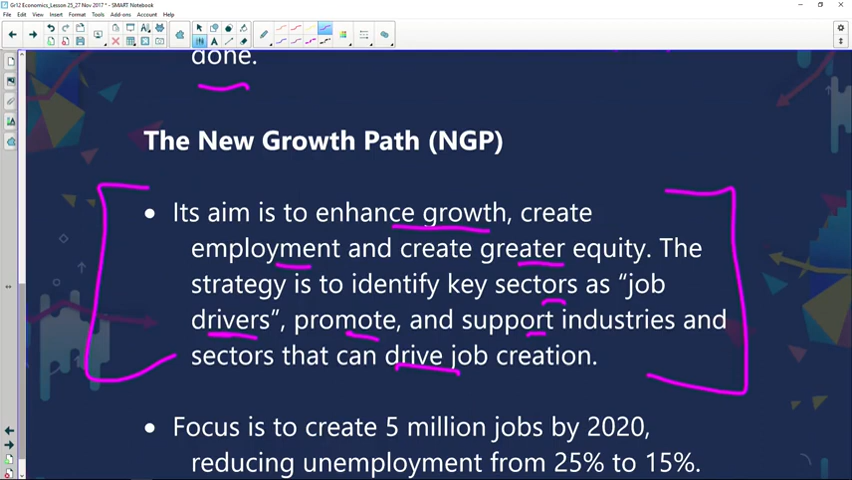 Gr12 Economics_Lesson 25_27 Nov 2017 * - SMART Notebook
File Edit View Insert Format Tools Add-ons Account Help
done.
The New Growth Path (NGP)
• Its aim is to enhance growth, create
employment and create greater equity. The
strategy is to identify key sectors as “job
drivers”, promote, and support industries and
sectors that can drive job creation.
• Focus is to create 5 million jobs by 2020,
reducing unemployment from 25% to 15%.